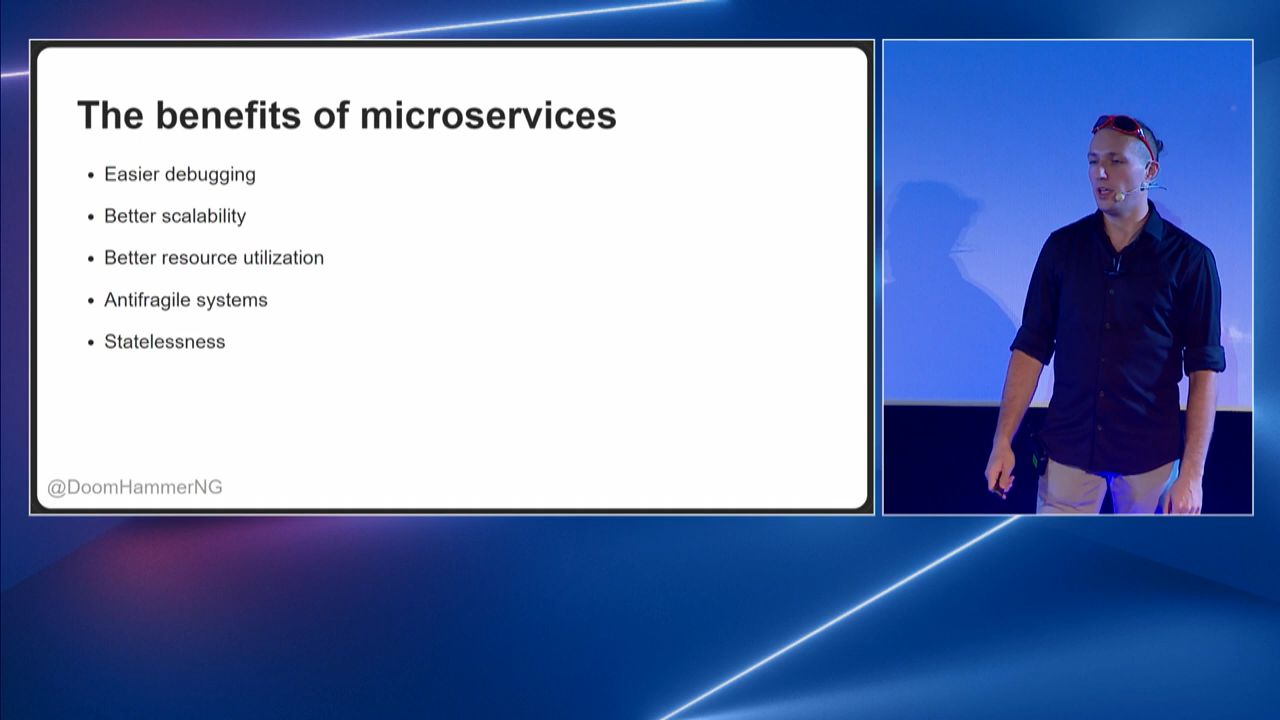 The benefits of microservices
• Easier debugging
• Better scalability
• Better resource utilization
• Antifragile systems
• Statelessness
@DoomHammerNG